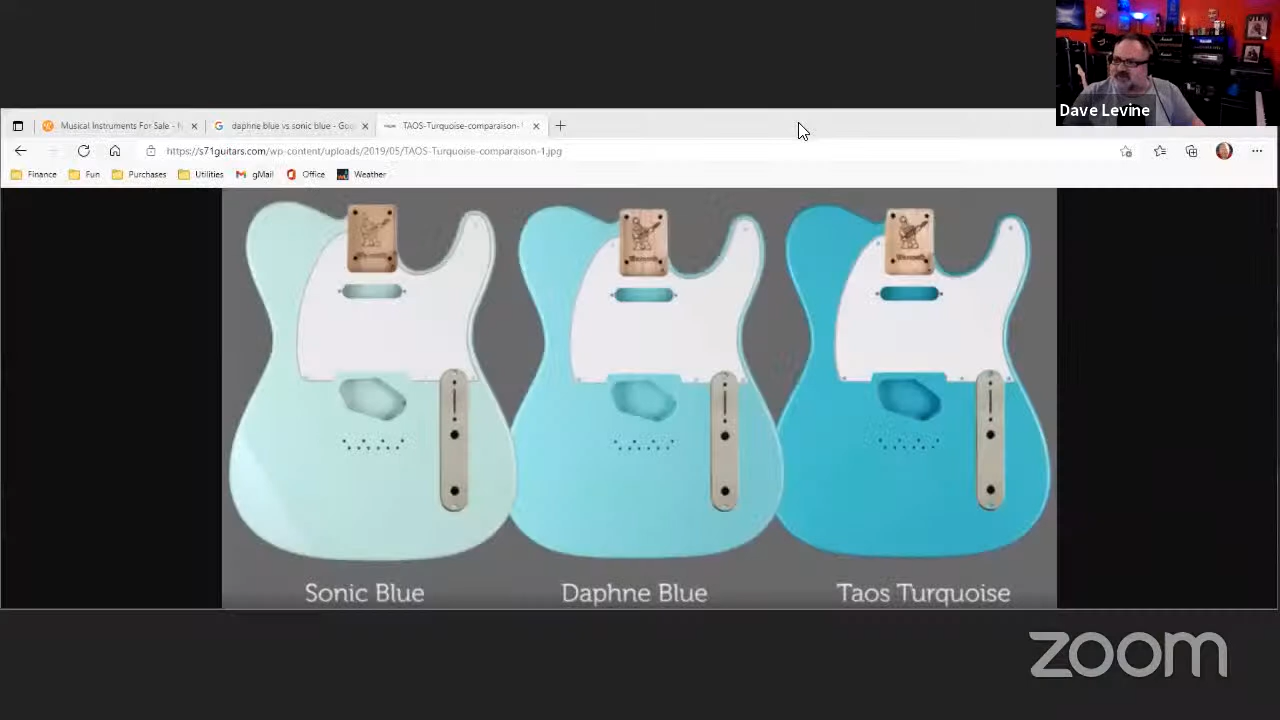 Dave Levine
Musical Instruments For Sale -
daphne blue vs sonic blue - Goo
TAOS-Turquoise-comparaison-
https://s71guitars.com/wp-content/uploads/2019/05/TAOS-Turquoise-comparaison-1.jpg
Finance Fun Purchases Utilities gMail Office Weather
Sonic Blue Daphne Blue Taos Turquoise
zoom